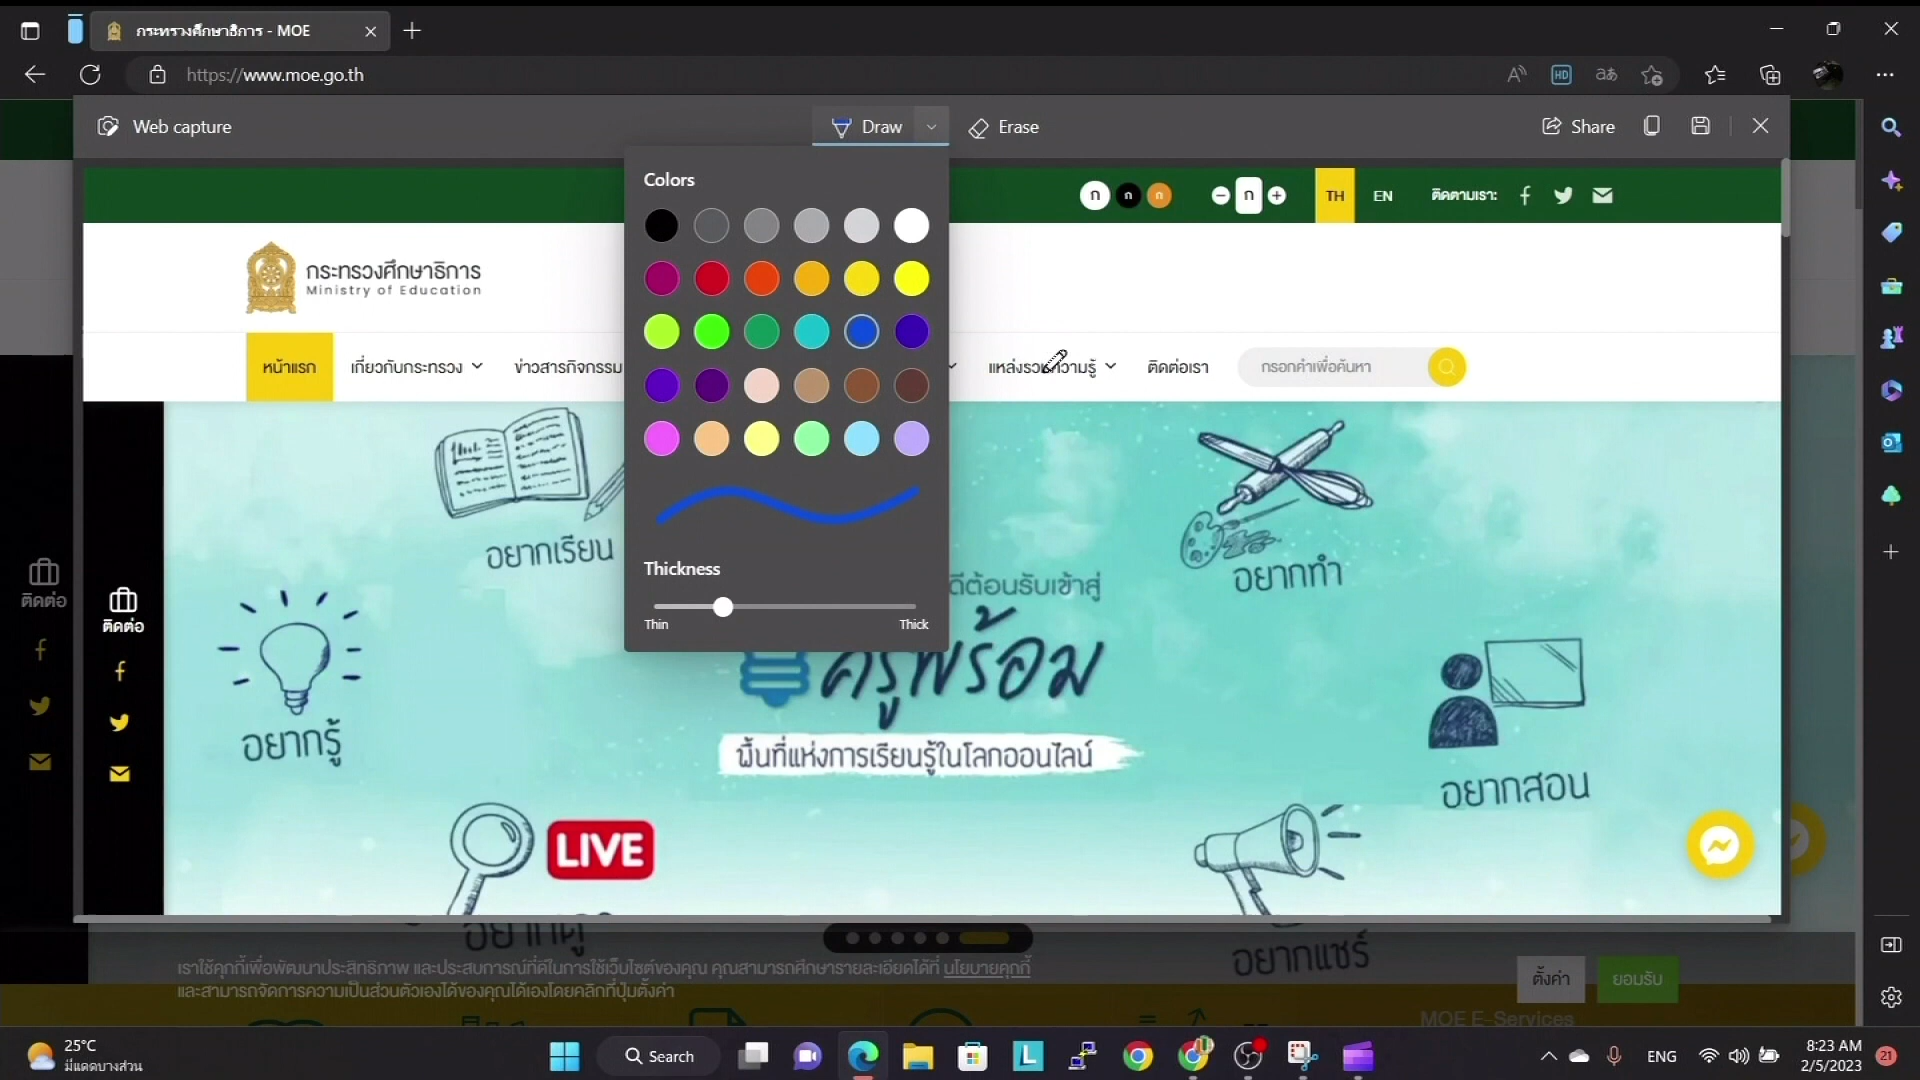 กระทรวงศึกษาธิการ - MOE
https://www.moe.go.th
Web capture
Draw
Erase
Share
Colors
Thickness
Thin
Thick
ก
ก
ก
ก
TH
EN
ติดตามเรา:
กระทรวงศึกษาธิการ
Ministry of Education
หน้าแรก
เกี่ยวกับกระทรวง
ข่าวสารกิจกรรม
แหล่งรวมความรู้
ติดต่อเรา
กรอกคำเพื่อค้นหา
อยากเรียน
อยากทำ
ดีต้อนรับเข้าสู่
ครูพร้อม
พื้นที่แห่งการเรียนรู้ในโลกออนไลน์
อยากรู้
อยากสอน
LIVE
ติดต่อ
ติดต่อ
อยากดู
อยากแชร์
เราใช้คุกกี้เพื่อพัฒนาประสิทธิภาพ และประสบการณ์ที่ดีในการใช้เว็บไซต์ของคุณ คุณสามารถศึกษารายละเอียดได้ที่ นโยบายคุกกี้
และสามารถจัดการความเป็นส่วนตัวเองได้ของคุณได้เองโดยคลิกที่ปุ่มตั้งค่า
ตั้งค่า
ยอมรับ
MOE E-Services
25°C
มีแดดบางส่วน
Search
ENG
8:23 AM
2/5/2023
21